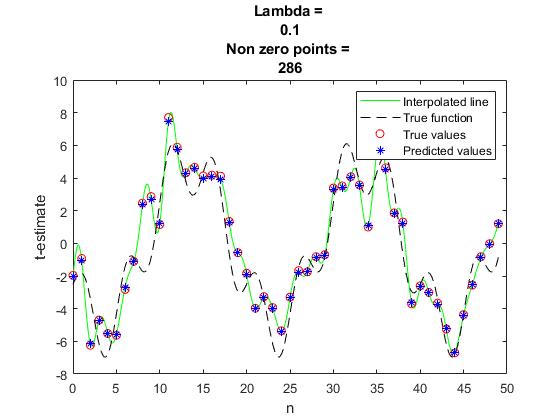 Lambda =
0.1
Non zero points =
286
10
8
6
4
2
0
-2
-4
-6
-8
t-estimate
Interpolated line
True function
True values
Predicted values
0 5 10 15 20 25 30 35 40 45 50
n